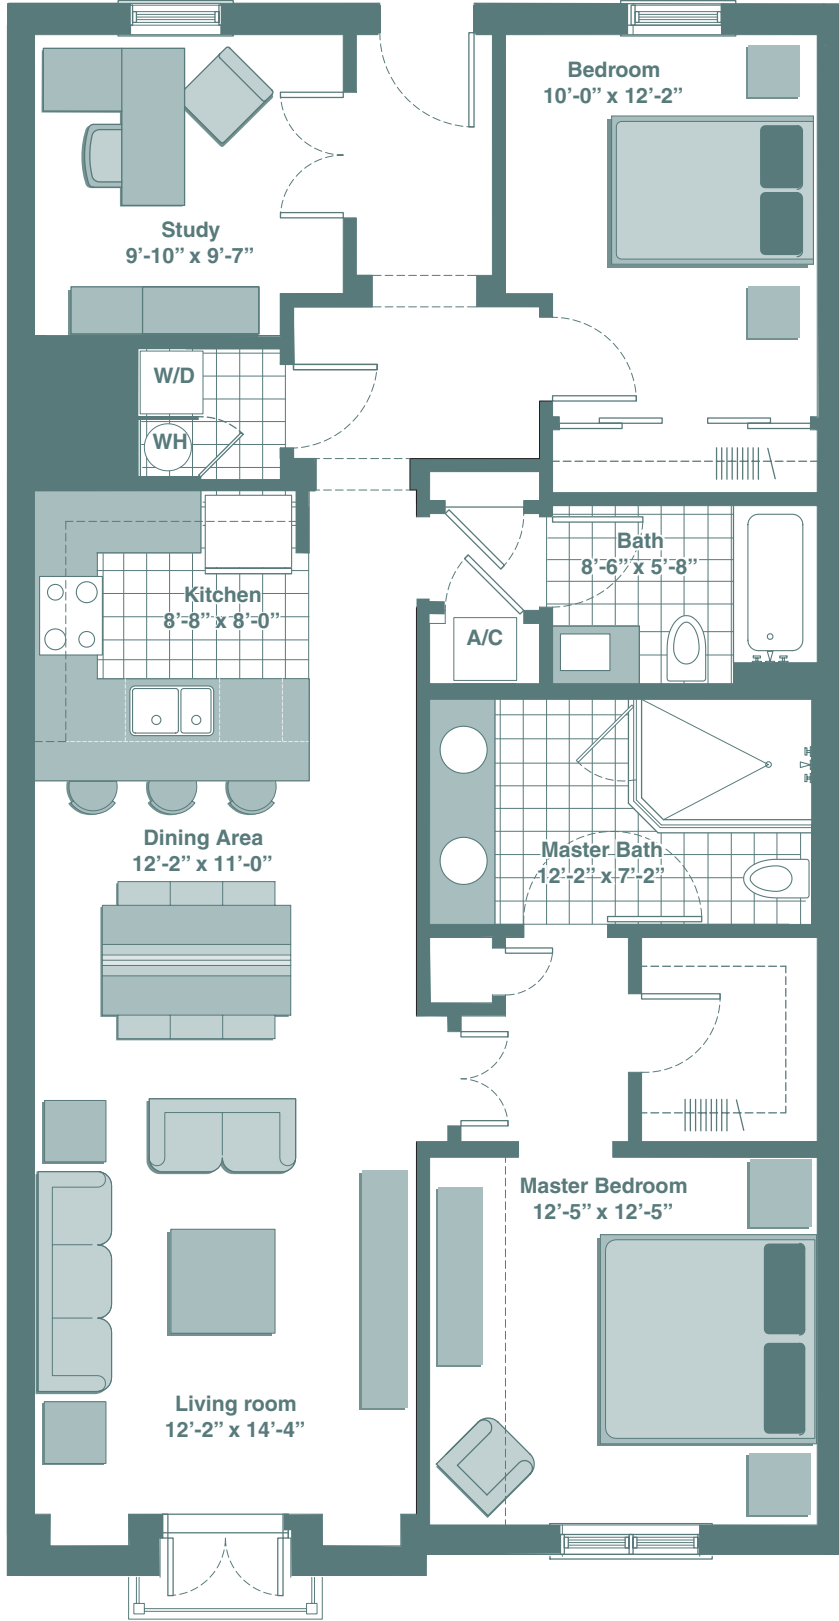 Bedroom
10’-0” x 12’-2”
Study
9’-10” x 9’-7”
W/D
WH
Bath
8’-6” x 5’-8”
Kitchen
8’-8” x 8’-0”
A/C
Dining Area
12’-2” x 11’-0”
Master Bath
12’-2” x 7’-2”
Master Bedroom
12’-5” x 12’-5”
Living room
12’-2” x 14’-4”